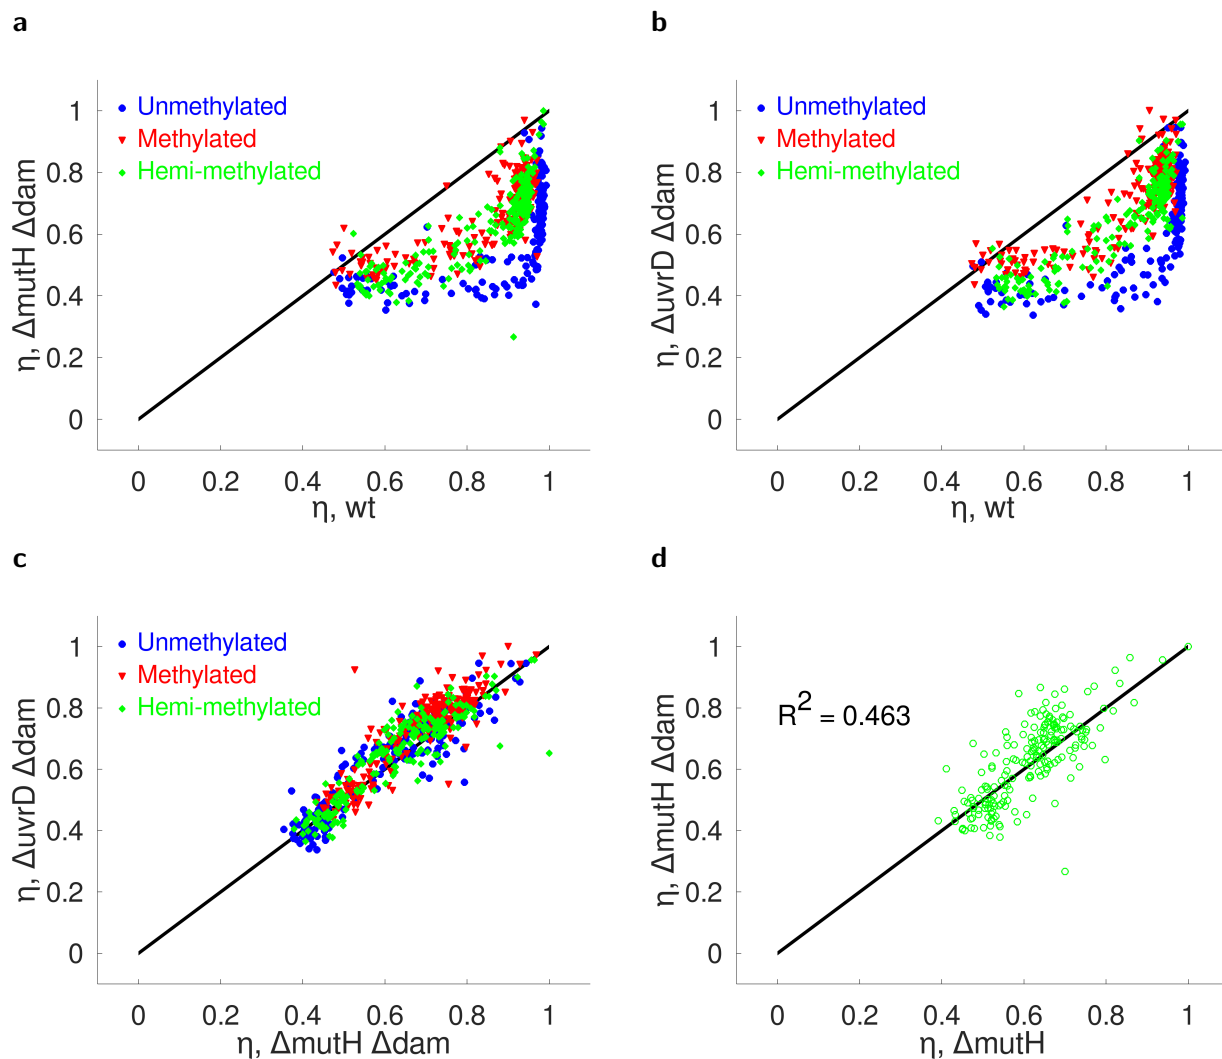 a
Unmethylated
Methylated
Hemi-methylated
1
0.8
0.6
0.4
0.2
0
η, ΔmutH Δdam
0 0.2 0.4 0.6 0.8 1
η, wt
b
Unmethylated
Methylated
Hemi-methylated
1
0.8
0.6
0.4
0.2
0
η, ΔuvrD Δdam
0 0.2 0.4 0.6 0.8 1
η, wt
c
Unmethylated
Methylated
Hemi-methylated
1
0.8
0.6
0.4
0.2
0
η, ΔuvrD Δdam
0 0.2 0.4 0.6 0.8 1
η, ΔmutH Δdam
d
R² = 0.463
1
0.8
0.6
0.4
0.2
0
η, ΔmutH Δdam
0 0.2 0.4 0.6 0.8 1
η, ΔmutH